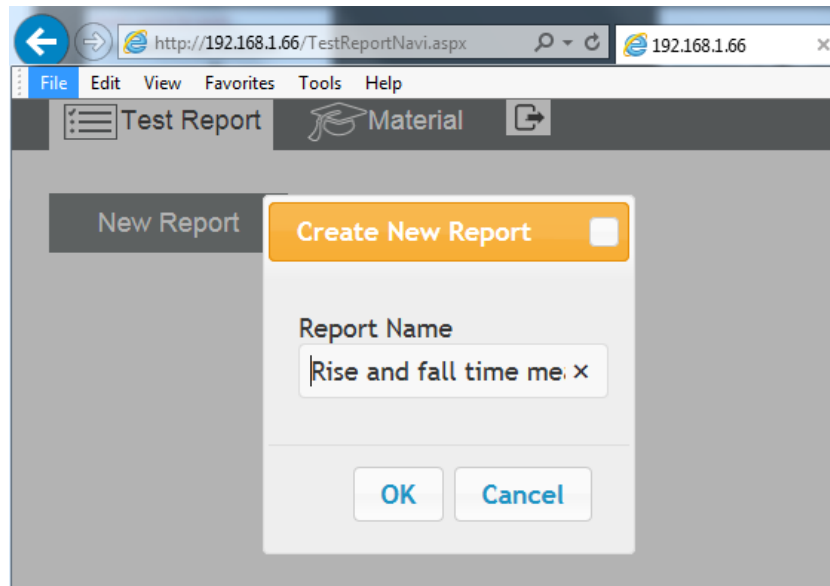 http://192.168.1.66/TestReportNavi.aspx
192.168.1.66
File Edit View Favorites Tools Help
Test Report Material
New Report
Create New Report
Report Name
Rise and fall time me
OK Cancel